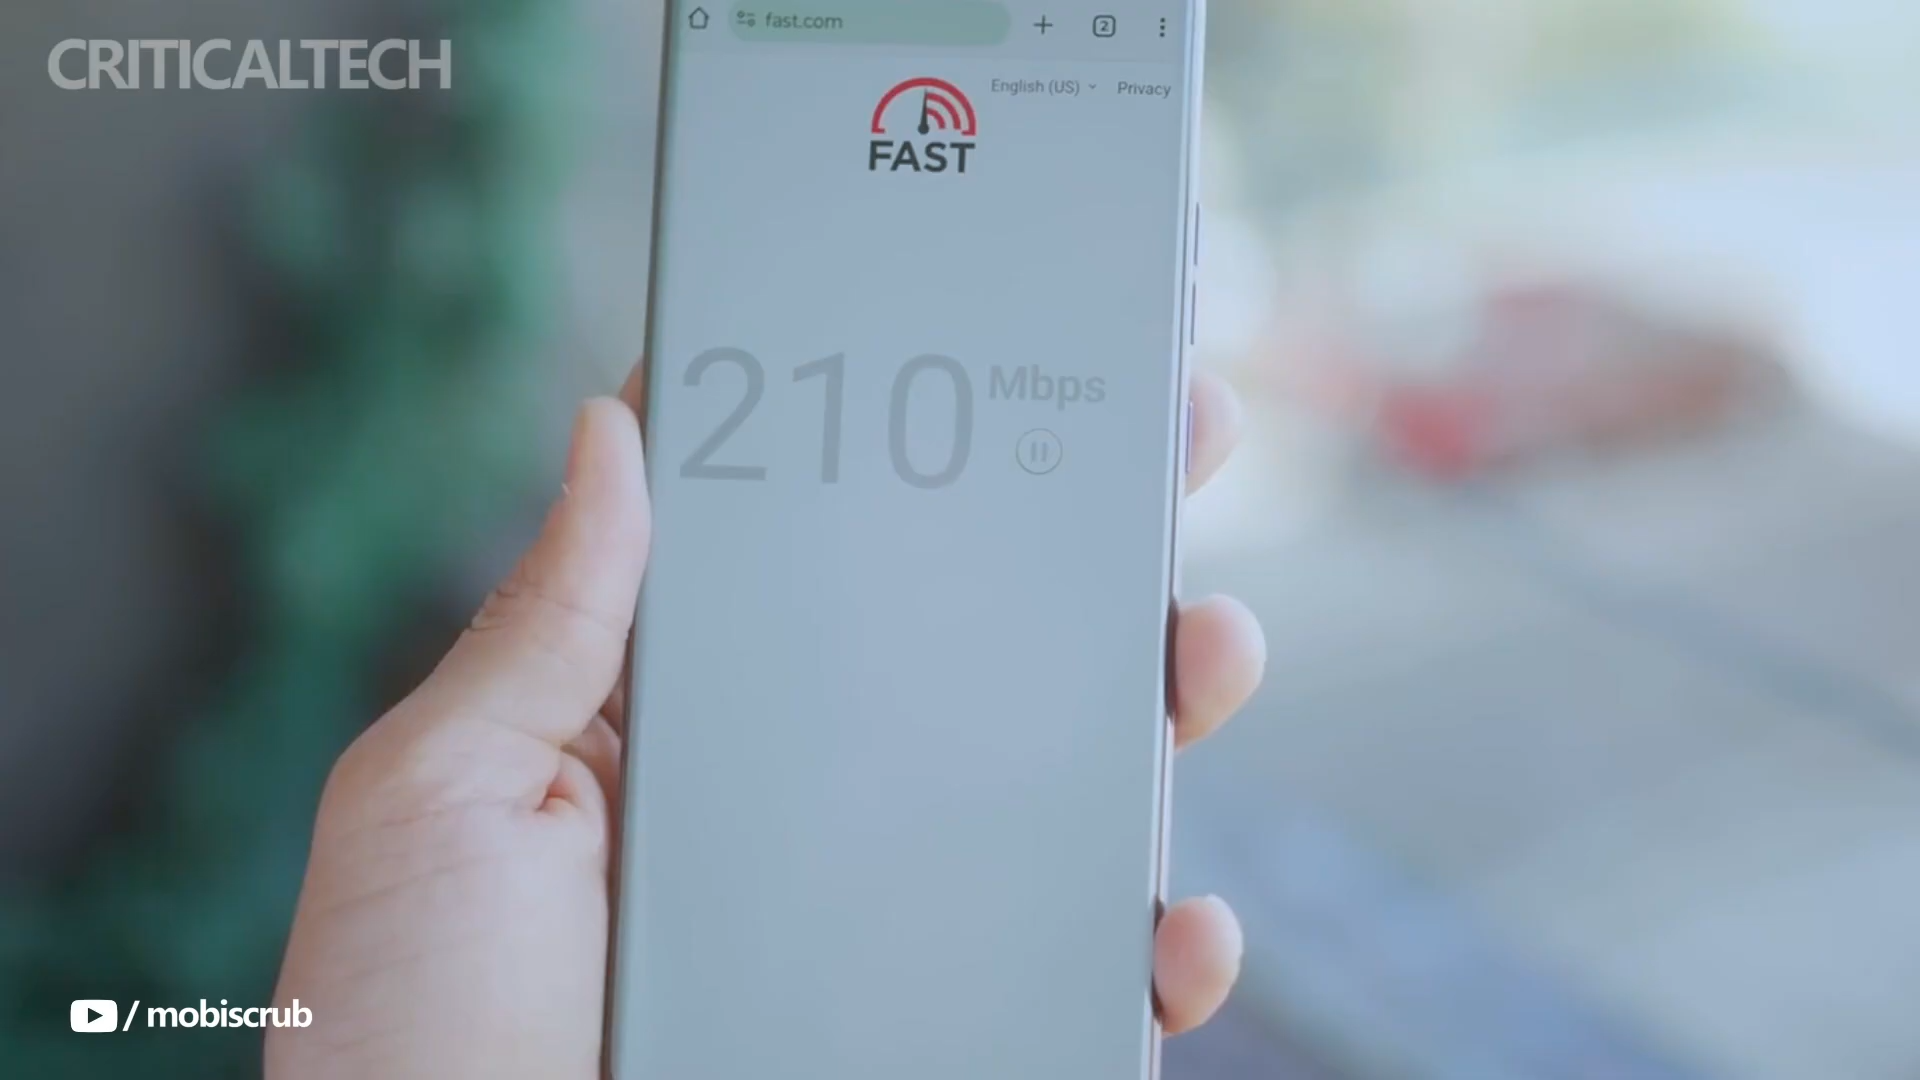 CRITICALTECH
fast.com
2
English (US)
Privacy
FAST
210 Mbps
/ mobiscrub